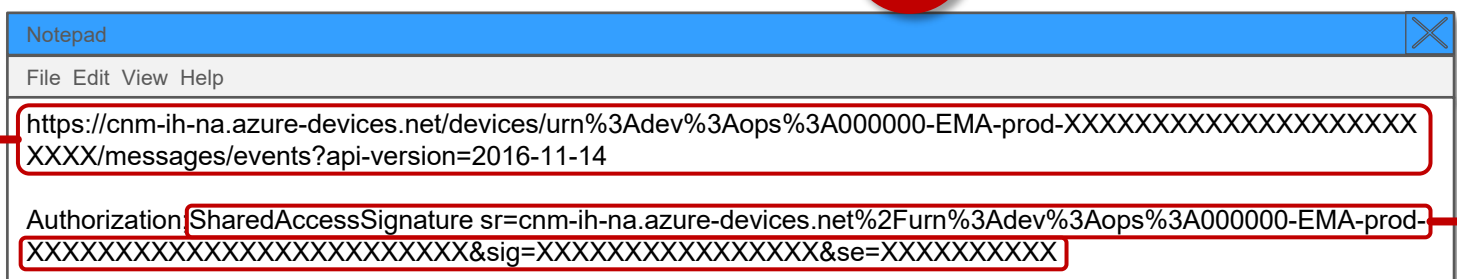 Notepad
File Edit View Help
https://cnm-ih-na.azure-devices.net/devices/urn%3Adev%3Aops%3A000000-EMA-prod-XXXXXXXXXXXXXXXXXXXX
XXXX/messages/events?api-version=2016-11-14
Authorization:SharedAccessSignature sr=cnm-ih-na.azure-devices.net%2Furn%3Adev%3Aops%3A000000-EMA-prod-
XXXXXXXXXXXXXXXXXXXXXXXXX&sig=XXXXXXXXXXXXXXXX&se=XXXXXXXXXX